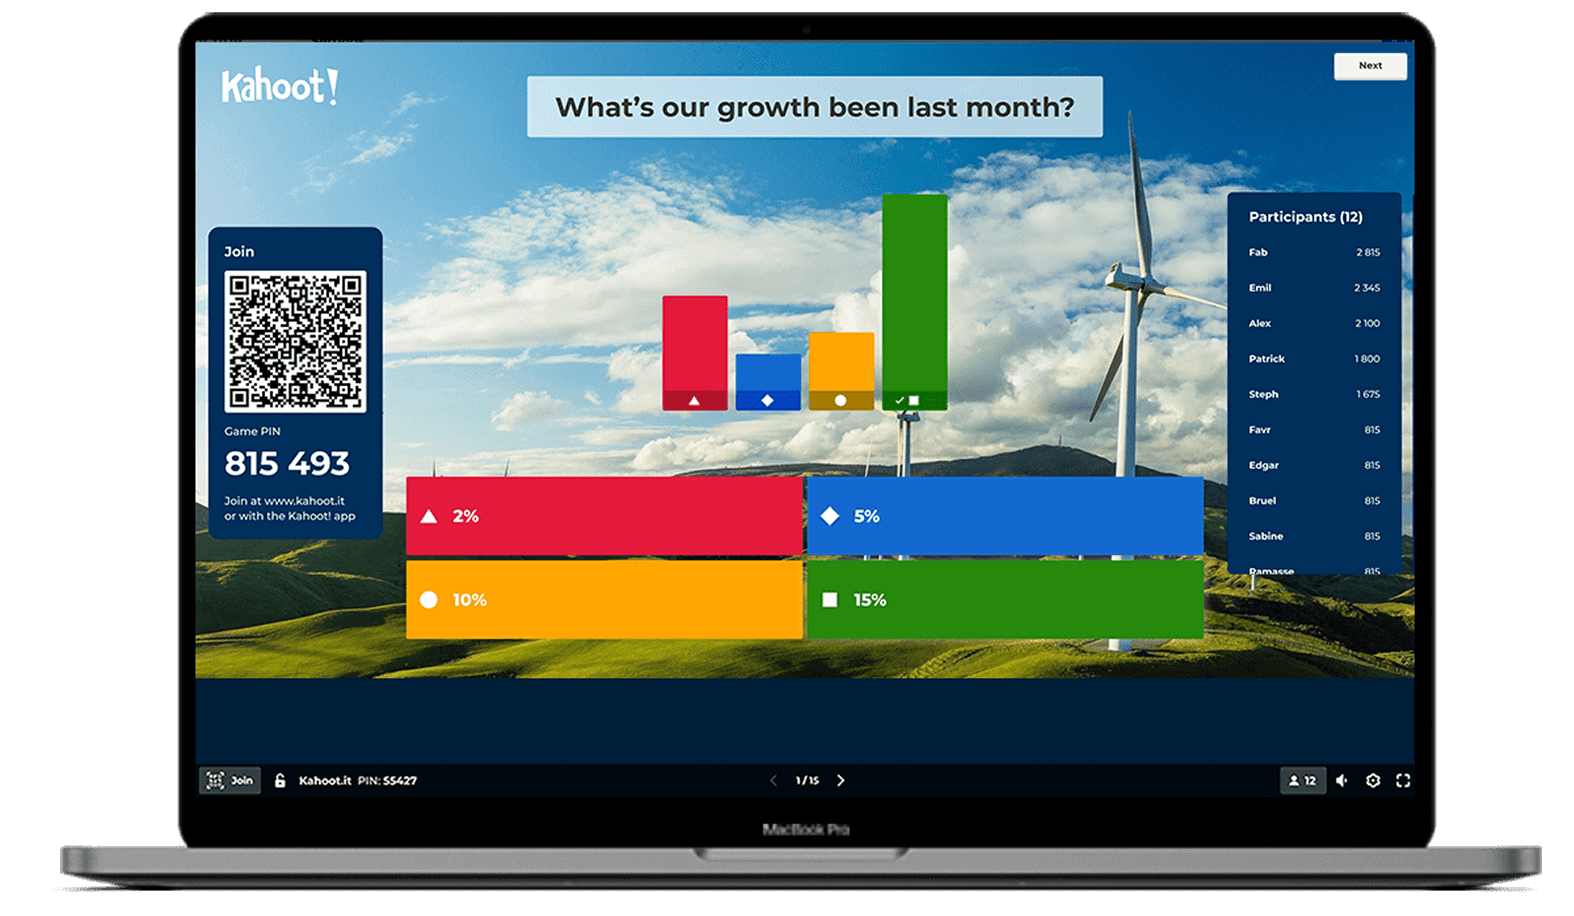 Kahoot!
What's our growth been last month?
Next
Join
Game PIN
815 493
Join at www.kahoot.it
or with the Kahoot! app
Participants (12)
Fab 2 815
Emil 2 345
Alex 2 100
Patrick 1 800
Steph 1 675
Favr 815
Edgar 815
Bruel 815
Sabine 815
Ramasse 815
2%
5%
10%
15%
Join
Kahoot.it PIN: 55427
1/15
12
MacBook Pro